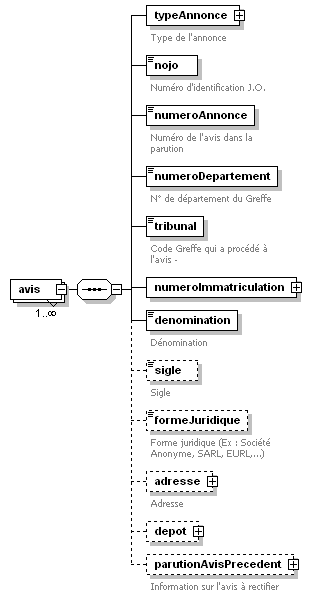 typeAnnonce
Type de l'annonce
nojo
Numéro d'identification J.O.
numeroAnnonce
Numéro de l'avis dans la
parution
numeroDepartement
N° de département du Greffe
tribunal
Code Greffe qui a procédé à
l'avis -
avis
1..∞
numeroImmatriculation
denomination
Dénomination
sigle
Sigle
formeJuridique
Forme juridique (Ex : Société
Anonyme, SARL, EURL,...)
adresse
Adresse
depot
parutionAvisPrecedent
Information sur l'avis à rectifier